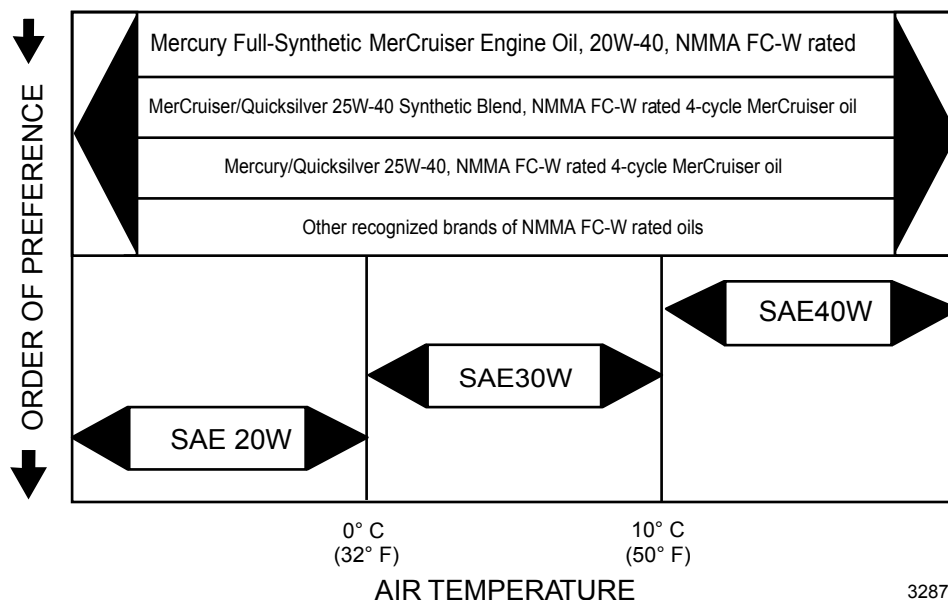 ORDER OF PREFERENCE
Mercury Full-Synthetic MerCruiser Engine Oil, 20W-40, NMMA FC-W rated
MerCruiser/Quicksilver 25W-40 Synthetic Blend, NMMA FC-W rated 4-cycle MerCruiser oil
Mercury/Quicksilver 25W-40, NMMA FC-W rated 4-cycle MerCruiser oil
Other recognized brands of NMMA FC-W rated oils
SAE40W
SAE30W
SAE 20W
0° C
(32° F)
10° C
(50° F)
AIR TEMPERATURE
3287